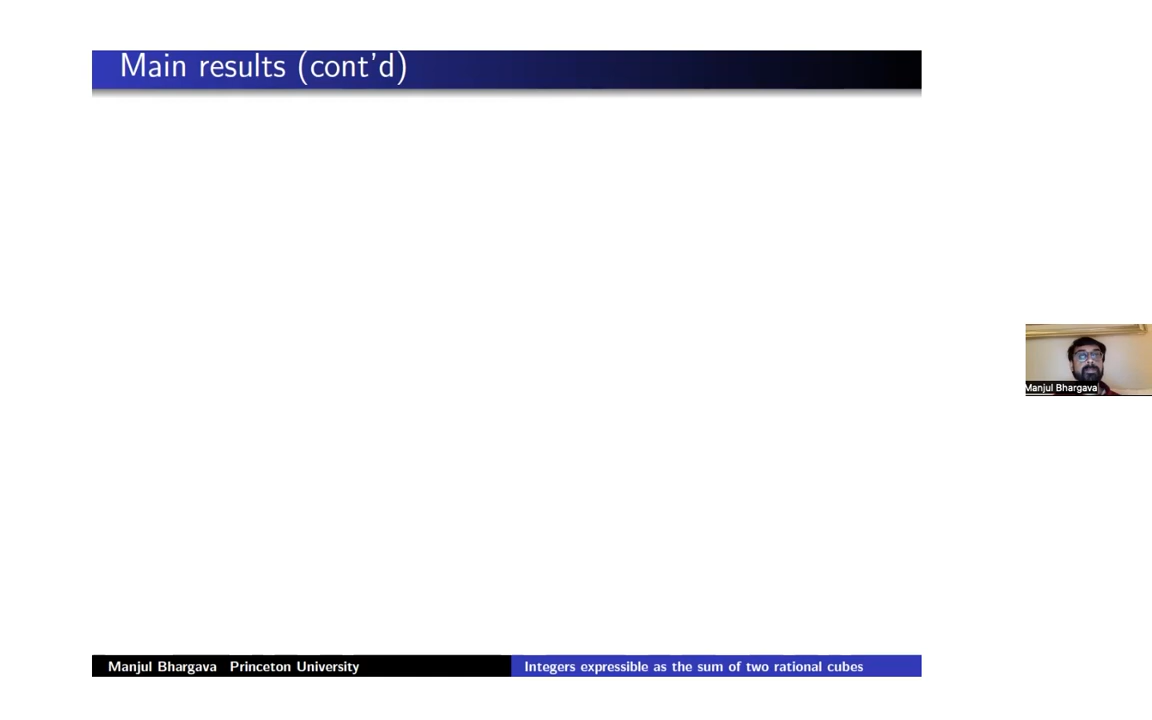 Main results (cont'd)
Manjul Bhargava
Manjul Bhargava Princeton University
Integers expressible as the sum of two rational cubes